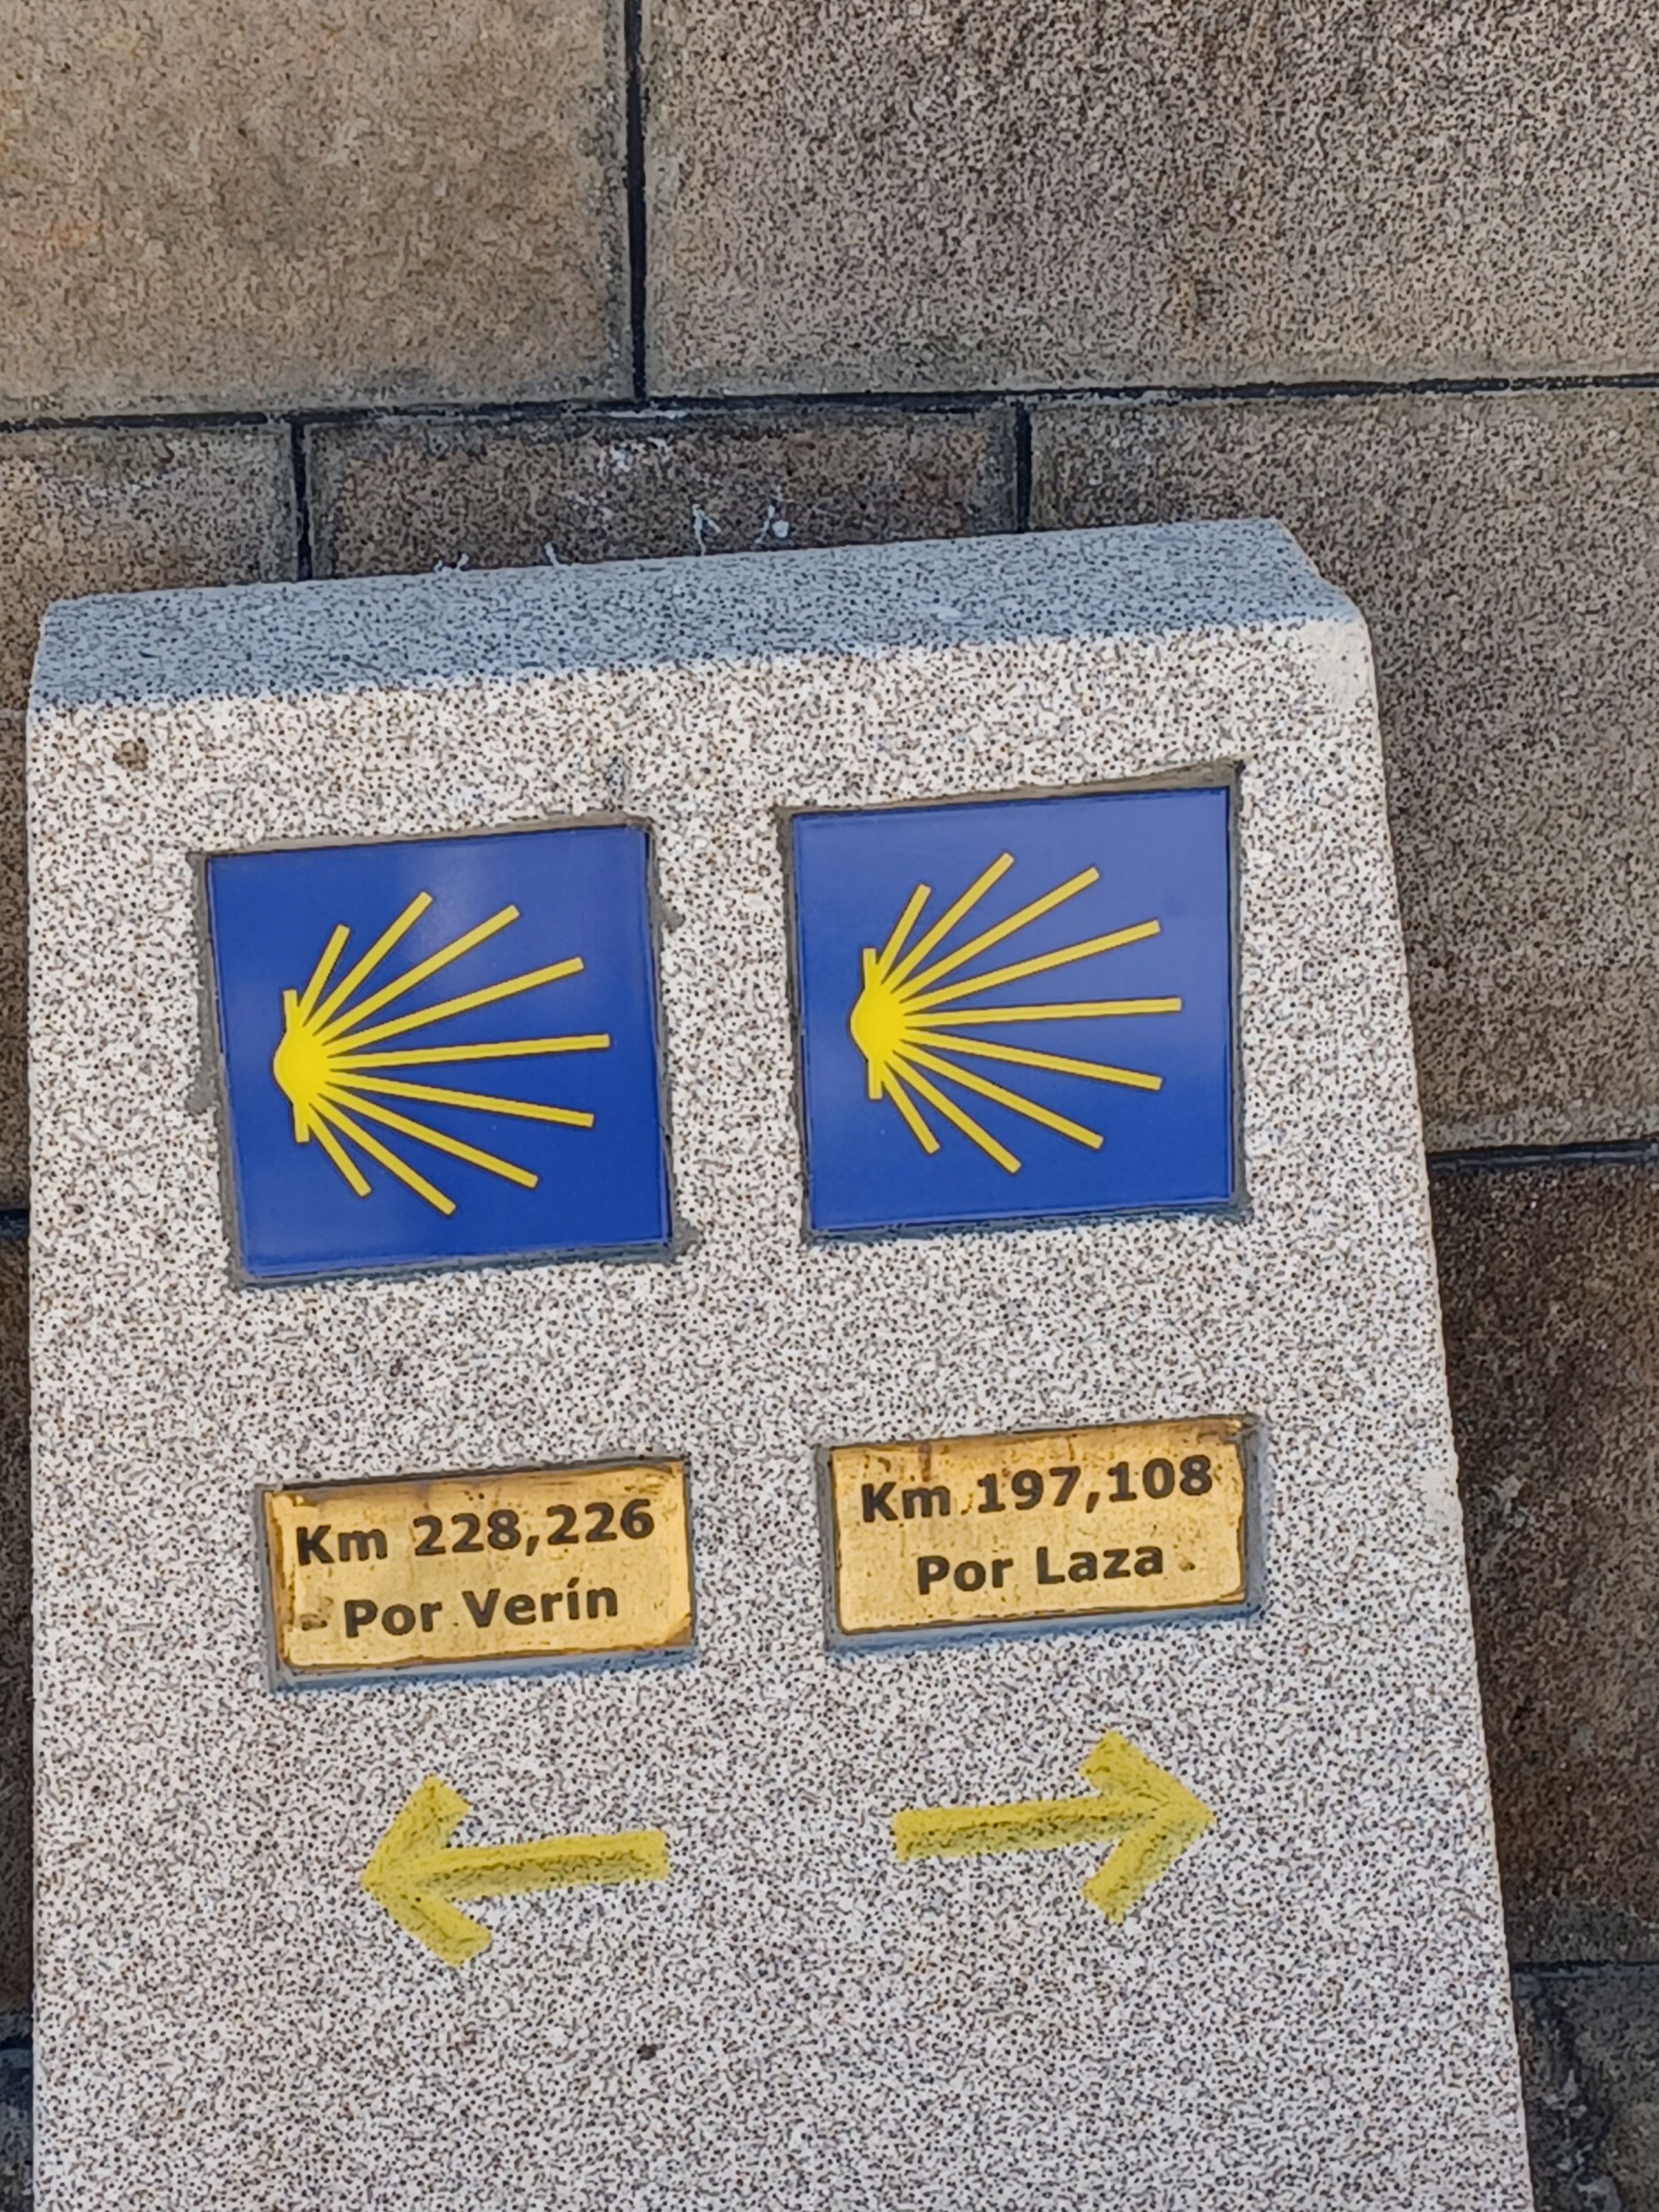 Km 228,226
Por Verín
Km 197,108
Por Laza